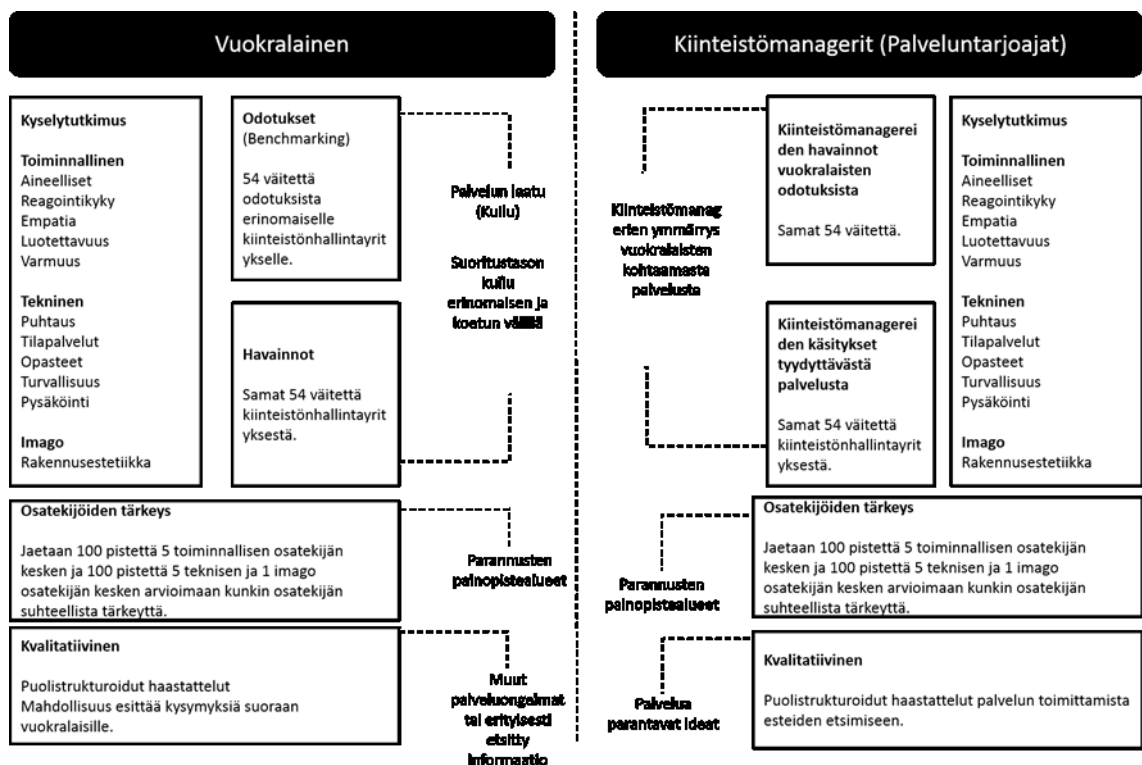 Vuokralainen
Kyselytutkimus
Toiminnallinen
Aineelliset
Reagointikyky
Empatia
Luotettavuus
Varmuus
Tekninen
Puhtaus
Tilapalvelut
Opasteet
Turvallisuus
Pysäköinti
Imago
Rakennusestetiikka
Odotukset
(Benchmarking)
54 väitettä
odotuksista
erinomaiselle
kiinteistönhallintayrit
ykselle.
Havainnot
Samat 54 väitettä
kiinteistönhallintayrit
yksestä.
Palvelun laatu
(Kuilu)
Suoritustason
kuilu
erinomaisen ja
koetun välillä
Osatekijöiden tärkeys
Jaetaan 100 pistettä 5 toiminnallisen osatekijän
kesken ja 100 pistettä 5 teknisen ja 1 imago
osatekijän kesken arvioimaan kunkin osatekijän
suhteellista tärkeyttä.
Parannusten
painopistealueet
Kvalitatiivinen
Puolistrukturoidut haastattelut
Mahdollisuus esittää kysymyksiä suoraan
vuokralaisille.
Muut
palveluongelmat
tai erityisesti
etsitty
informaatio
Kiinteistömanagerit (Palveluntarjoajat)
Kiinteistömanag
erien ymmärrys
vuokralaisten
kohtaamasta
palvelusta
Kiinteistömanagerei
den havainnot
vuokralaisten
odotuksista
Samat 54 väitettä.
Kiinteistömanagerei
den käsitykset
tyydyttävästä
palvelusta
Samat 54 väitettä
kiinteistönhallintayrit
yksestä.
Kyselytutkimus
Toiminnallinen
Aineelliset
Reagointikyky
Empatia
Luotettavuus
Varmuus
Tekninen
Puhtaus
Tilapalvelut
Opasteet
Turvallisuus
Pysäköinti
Imago
Rakennusestetiikka
Parannusten
painopistealueet
Osatekijöiden tärkeys
Jaetaan 100 pistettä 5 toiminnallisen osatekijän
kesken ja 100 pistettä 5 teknisen ja 1 imago
osatekijän kesken arvioimaan kunkin osatekijän
suhteellista tärkeyttä.
Palvelua
parantavat ideat
Kvalitatiivinen
Puolistrukturoidut haastattelut palvelun toimittamista
esteiden etsimiseen.